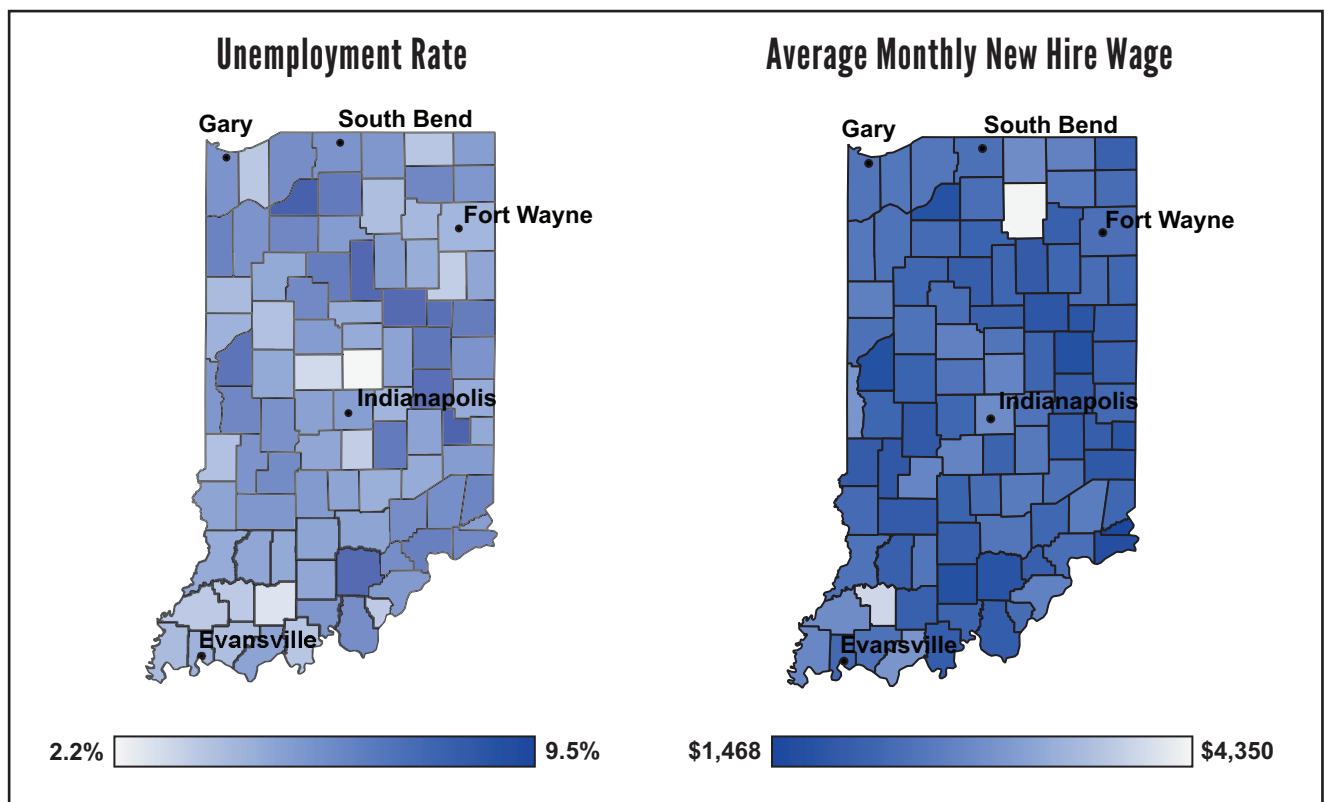 Unemployment Rate
Average Monthly New Hire Wage
Gary
South Bend
Fort Wayne
Indianapolis
Evansville
Gary
South Bend
Fort Wayne
Indianapolis
Evansville
2.2%
9.5%
$1,468
$4,350